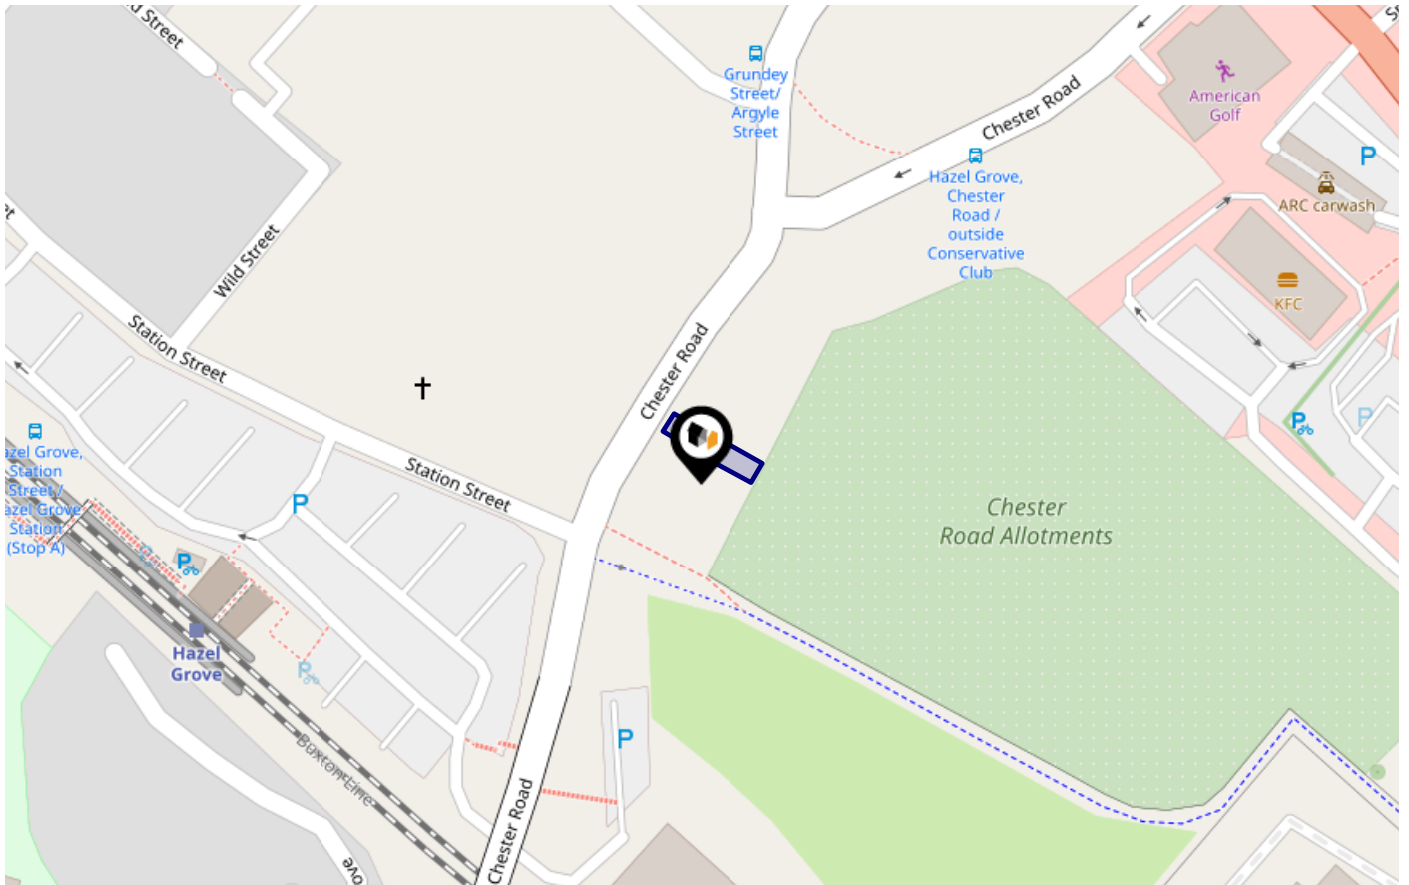 d Street
Grundey
Street/
Argyle
Street
Chester Road
American
Golf
P
ARC carwash
Hazel Grove,
Chester
Road /
outside
Conservative
Club
KFC
Wild Street
Station Street
Chester Road
P
P
azel Grove,
Station
Street /
azel Grove
Station
(Stop A)
Station Street
P
Chester
Road Allotments
P
P
Hazel
Grove
P
P
Buxton Line
Chester Road
ove